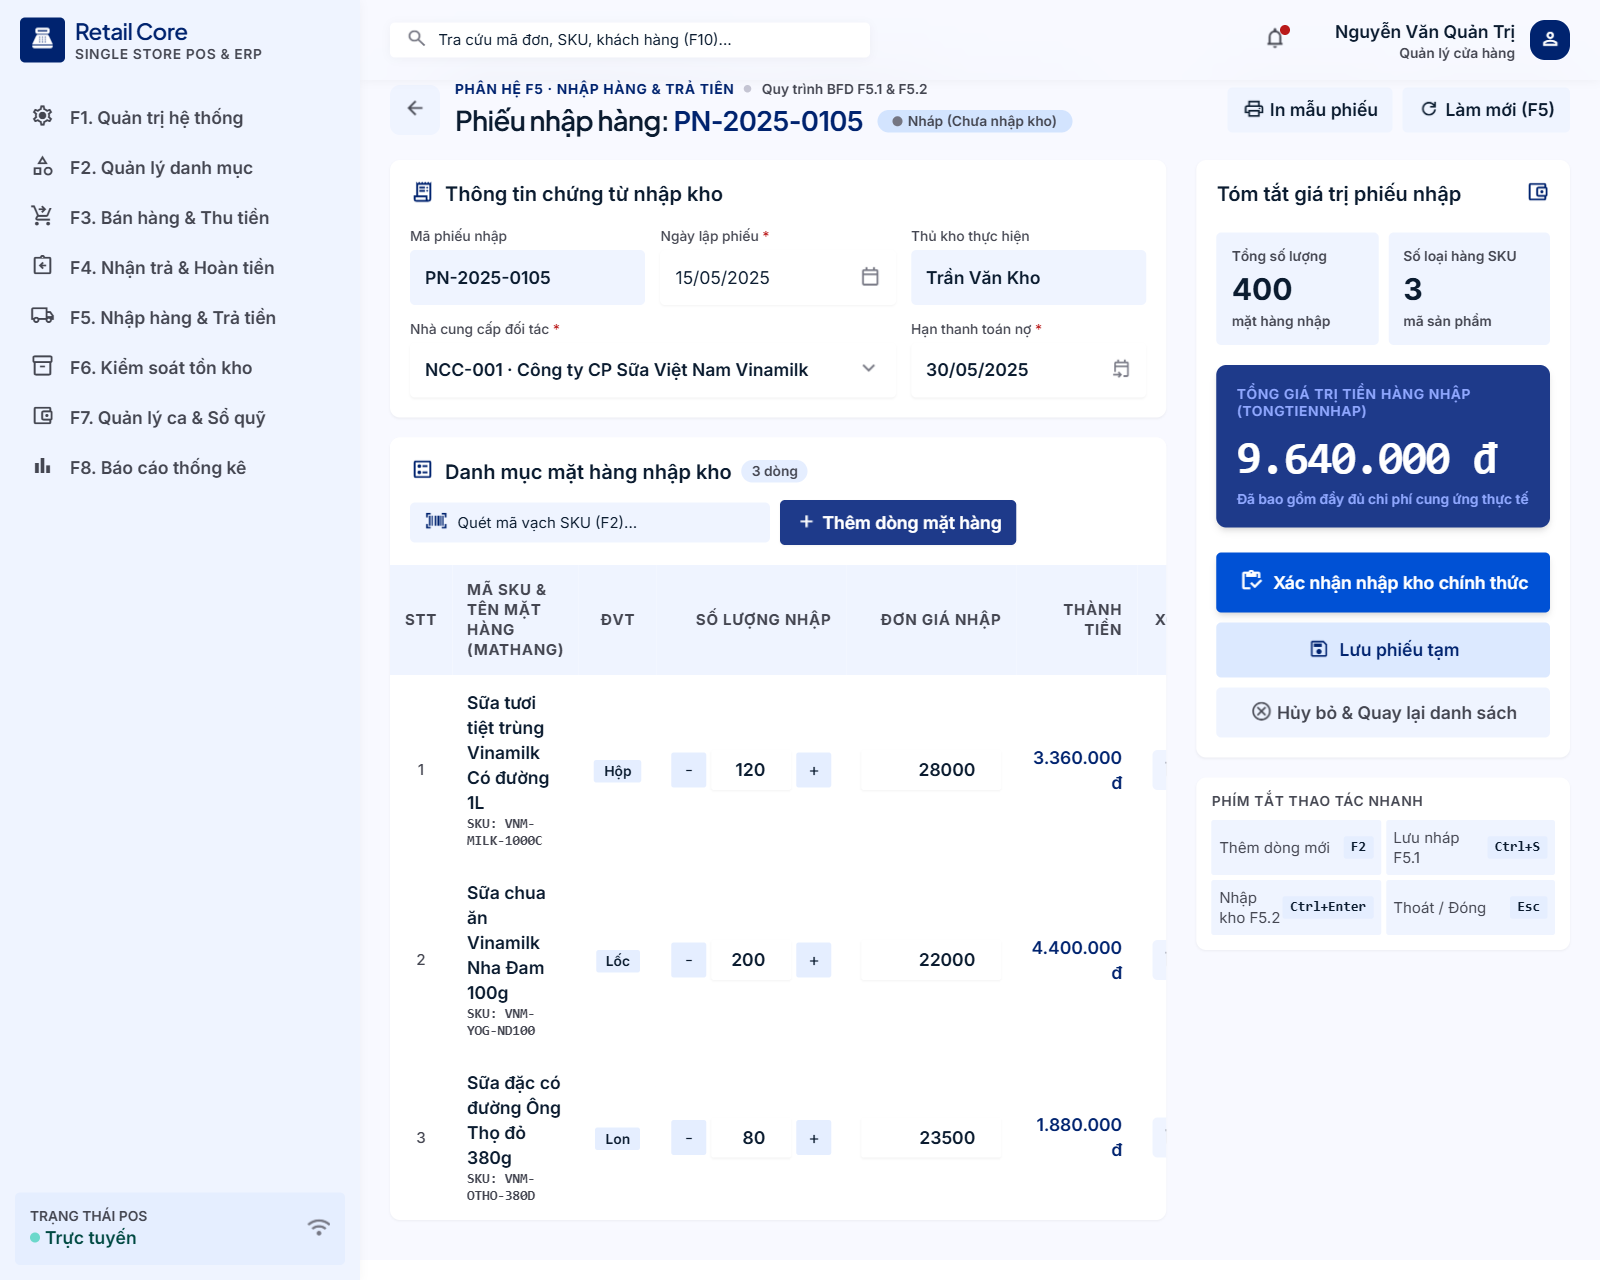 Retail Core
SINGLE STORE POS & ERP
F1. Quản trị hệ thống
F2. Quản lý danh mục
F3. Bán hàng & Thu tiền
F4. Nhận trả & Hoàn tiền
F5. Nhập hàng & Trả tiền
F6. Kiểm soát tồn kho
F7. Quản lý ca & Sổ quỹ
F8. Báo cáo thống kê
TRẠNG THÁI POS
Trực tuyến
Tra cứu mã đơn, SKU, khách hàng (F10)...
Nguyễn Văn Quản Trị
Quản lý cửa hàng
PHÂN HỆ F5 · NHẬP HÀNG & TRẢ TIỀN
Quy trình BFD F5.1 & F5.2
Phiếu nhập hàng: PN-2025-0105
Nháp (Chưa nhập kho)
In mẫu phiếu
Làm mới (F5)
Thông tin chứng từ nhập kho
Mã phiếu nhập
Ngày lập phiếu *
Thủ kho thực hiện
PN-2025-0105
15/05/2025
Trần Văn Kho
Nhà cung cấp đối tác *
Hạn thanh toán nợ *
NCC-001 · Công ty CP Sữa Việt Nam Vinamilk
30/05/2025
Danh mục mặt hàng nhập kho
3 dòng
Quét mã vạch SKU (F2)...
+ Thêm dòng mặt hàng
STT
MÃ SKU &
TÊN MẶT
HÀNG
(MATHANG)
ĐVT
SỐ LƯỢNG NHẬP
ĐƠN GIÁ NHẬP
THÀNH
TIỀN
X
1
Sữa tươi
tiệt trùng
Vinamilk
Có đường
1L
SKU: VNM-
MILK-1000C
Hộp
-
120
+
28000
3.360.000
đ
2
Sữa chua
ăn
Vinamilk
Nha Đam
100g
SKU: VNM-
YOG-ND100
Lốc
-
200
+
22000
4.400.000
đ
3
Sữa đặc có
đường Ông
Thọ đỏ
380g
SKU: VNM-
OTHO-380D
Lon
-
80
+
23500
1.880.000
đ
Tóm tắt giá trị phiếu nhập
Tổng số lượng
400
mặt hàng nhập
Số loại hàng SKU
3
mã sản phẩm
TỔNG GIÁ TRỊ TIỀN HÀNG NHẬP
(TONGTIENNHAP)
9.640.000 đ
Đã bao gồm đầy đủ chi phí cung ứng thực tế
Xác nhận nhập kho chính thức
Lưu phiếu tạm
Hủy bỏ & Quay lại danh sách
PHÍM TẮT THAO TÁC NHANH
Thêm dòng mới
F2
Lưu nháp
F5.1
Ctrl+S
Nhập
kho F5.2
Ctrl+Enter
Thoát / Đóng
Esc